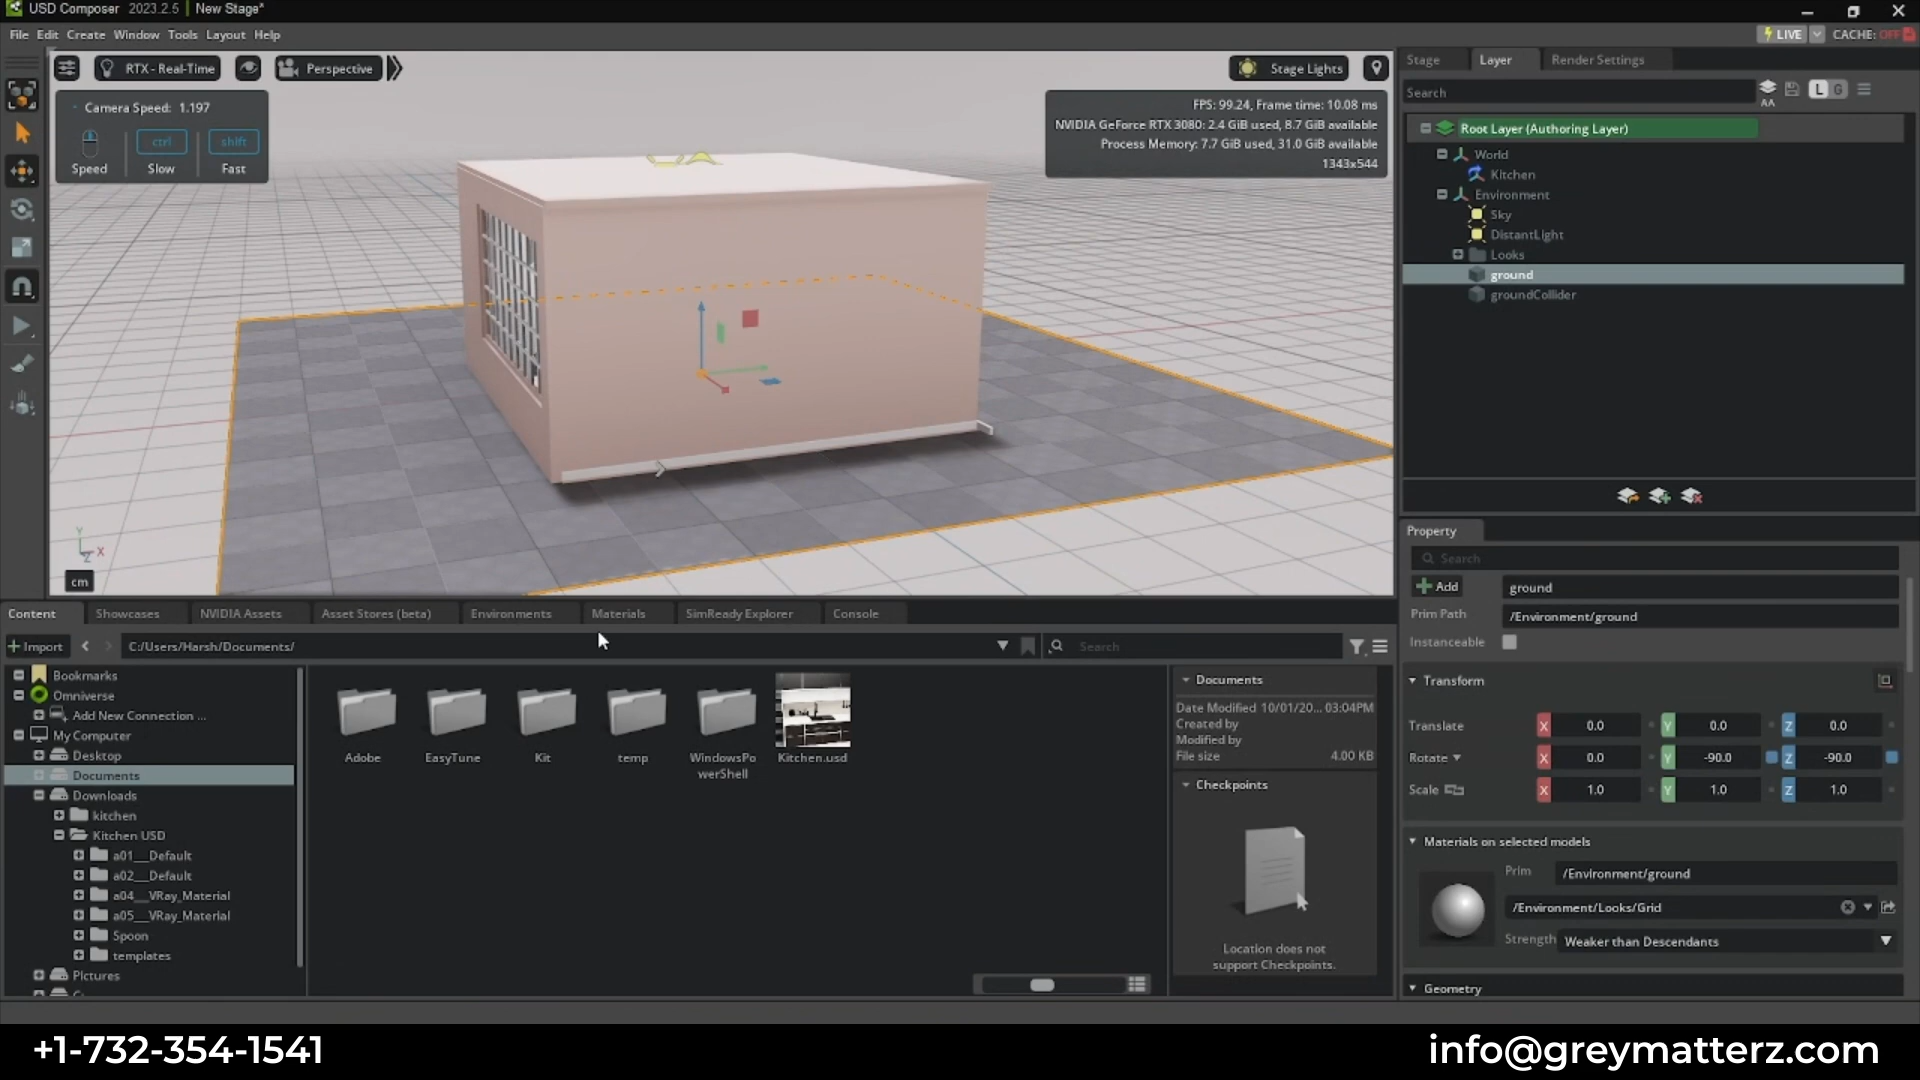 USD Composer 2023.2.5 New Stage*
File Edit Create Window Tools Layout Help
LIVE
CACHE: OFF
RTX - Real-Time
Perspective
Stage Lights
Camera Speed: 1.197
ctrl
shift
Speed
Slow
Fast
FPS: 99.24, Frame time: 10.08 ms
NVIDIA GeForce RTX 3080: 2.4 GiB used, 8.7 GiB available
Process Memory: 7.7 GiB used, 31.0 GiB available
1343x544
Y
X
Z
cm
Stage Layer Render Settings
Search
AA
L G
Root Layer (Authoring Layer)
World
Kitchen
Environment
Sky
DistantLight
Looks
ground
groundCollider
Property
Search
Add
ground
Prim Path
/Environment/ground
Instanceable
Transform
Translate X 0.0 Y 0.0 Z 0.0
Rotate X 0.0 Y -90.0 Z -90.0
Scale X 1.0 Y 1.0 Z 1.0
Materials on selected models
Prim
/Environment/ground
/Environment/Looks/Grid
Strength
Weaker than Descendants
Geometry
Content Showcases NVIDIA Assets Asset Stores (beta) Environments Materials SimReady Explorer Console
Import
C:/Users/Harsh/Documents/
Search
Bookmarks
Omniverse
Add New Connection ...
My Computer
Desktop
Documents
Downloads
kitchen
Kitchen USD
a01__Default
a02__Default
a04__VRay_Material
a05__VRay_Material
Spoon
templates
Pictures
Adobe
EasyTune
Kit
temp
WindowsPo
werShell
Kitchen.usd
Documents
Date Modified 10/01/20... 03:04PM
Created by
Modified by
File size 4.00 KB
Checkpoints
Location does not
support Checkpoints.
+1-732-354-1541
info@greymatterz.com